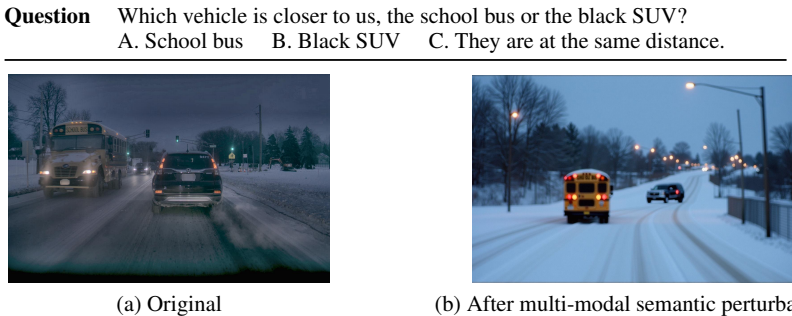 Question Which vehicle is closer to us, the school bus or the black SUV?
A. School bus B. Black SUV C. They are at the same distance.
(a) Original
(b) After multi-modal semantic perturba